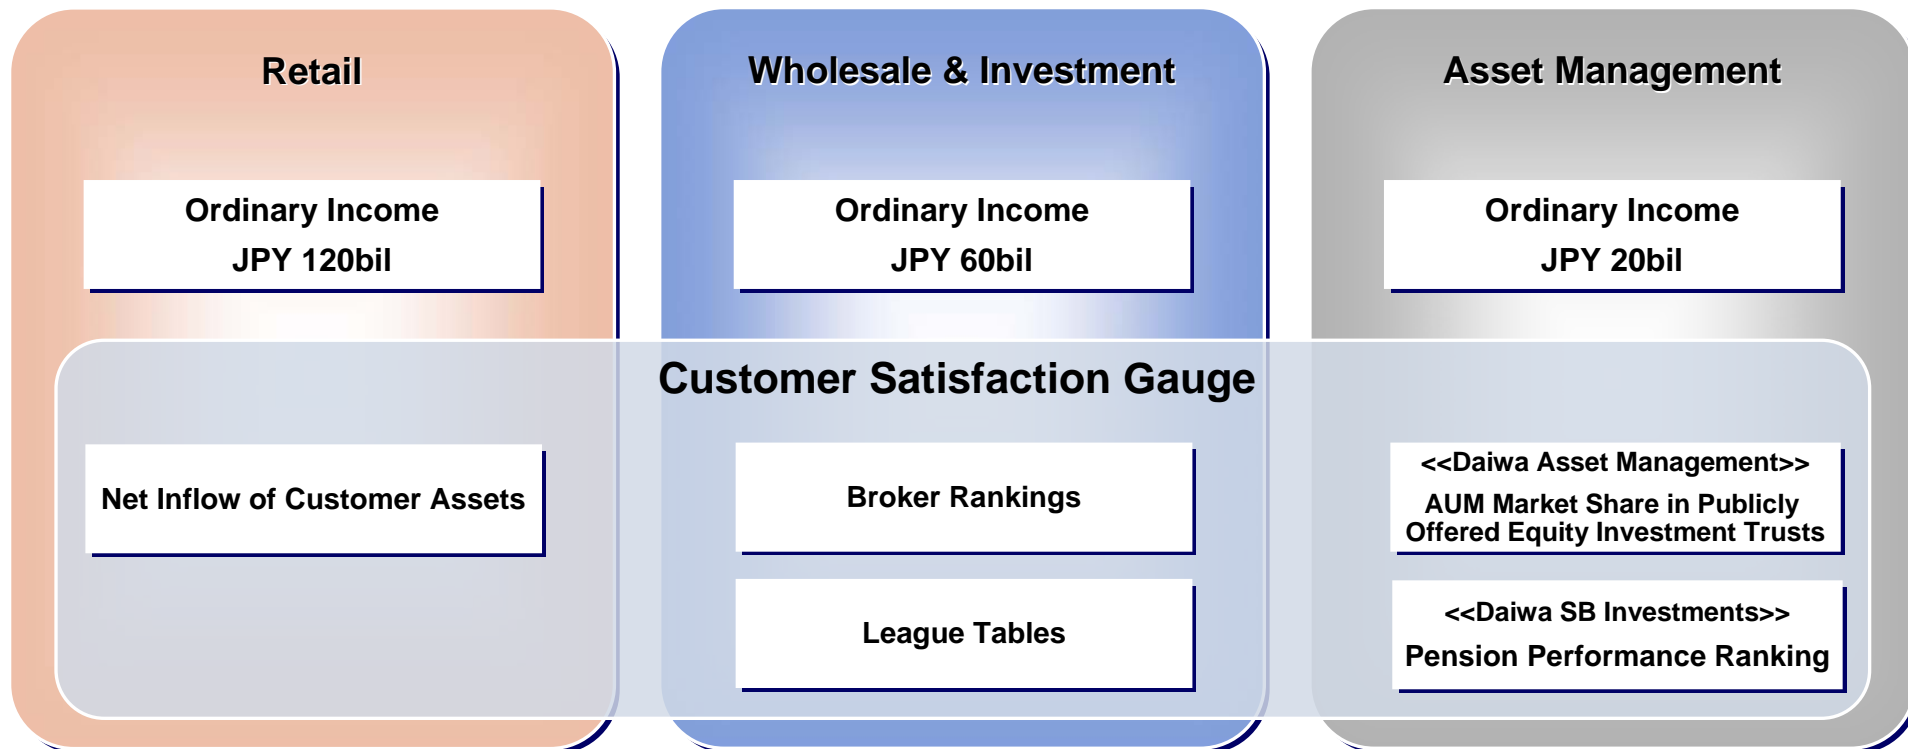 Retail
Ordinary Income
JPY 120bil
Wholesale & Investment
Ordinary Income
JPY 60bil
Asset Management
Ordinary Income
JPY 20bil
Customer Satisfaction Gauge
Net Inflow of Customer Assets
Broker Rankings
League Tables
<<Daiwa Asset Management>>
AUM Market Share in Publicly
Offered Equity Investment Trusts
<<Daiwa SB Investments>>
Pension Performance Ranking